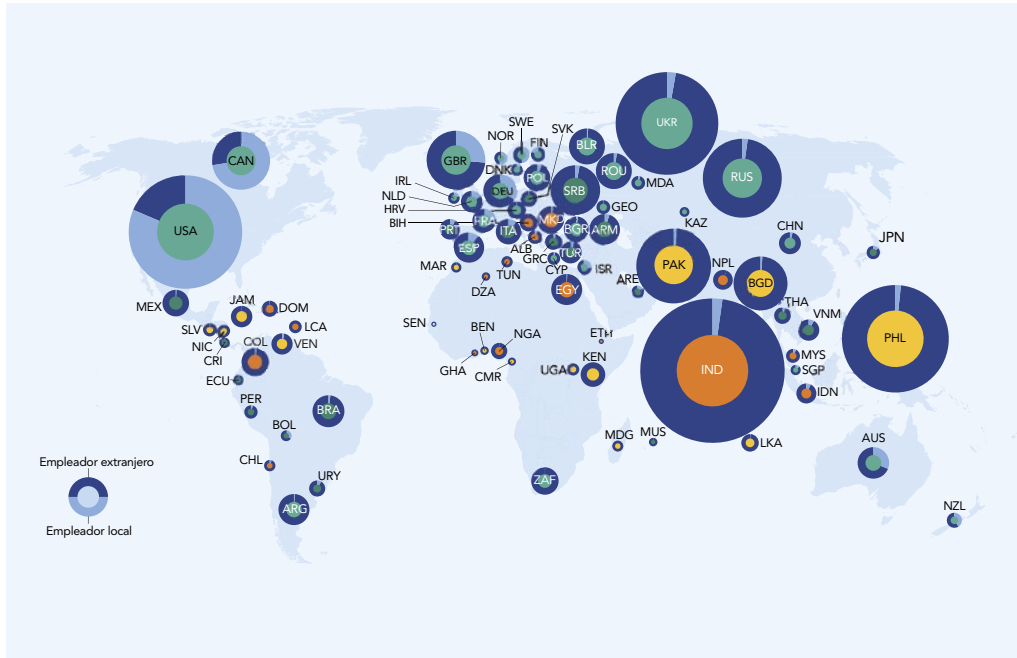 UKR
SWE
SVK
NOR
FIN
BLR
CAN
GBR
DNK
POL
ROU
RUS
IRL
DEU
SRB
MDA
NLD
HRV
GEO
KAZ
BIH
FRA
MKD
USA
PRT
ITA
BGR
ARM
CHN
JPN
ESP
ALB
GRC
TUR
MAR
TUN
CYP
ISR
PAK
NPL
DZA
ARE
BGD
EGY
MEX
JAM
DOM
THA
VNM
SLV
LCA
SEN
BEN
NGA
ETH
NIC
COL
VEN
PHL
CRI
KEN
MYS
GHA
CMR
UGA
IND
SGP
ECU
IDN
PER
BRA
BOL
MDG
MUS
LKA
AUS
CHL
Empleador extranjero
URY
ZAF
ARG
NZL
Empleador local